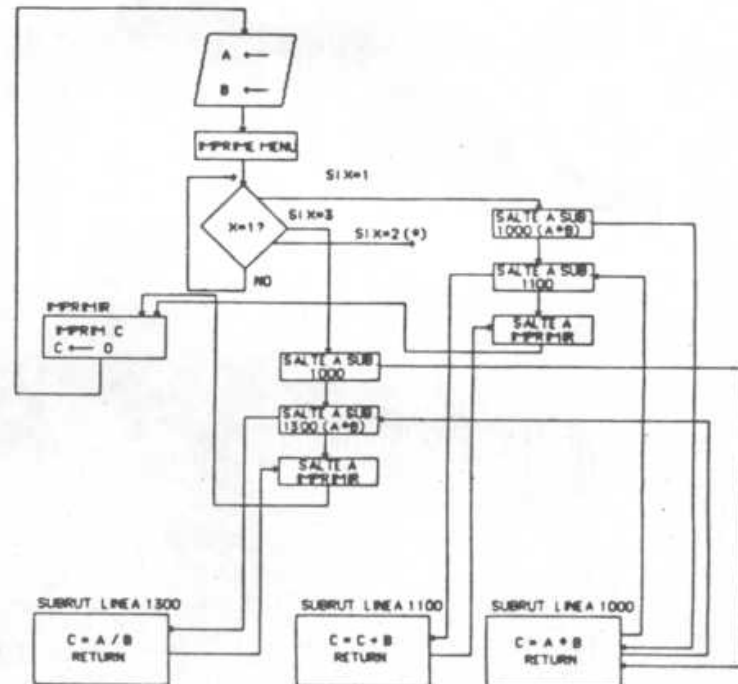 A ←
B ←
IMPRIME MENU
SI X=1
X=1?
SI X=3
SI X=2 (*)
NO
SALTE A SUB
1000 (A*B)
SALTE A SUB
1100
SALTE A
IMPRIMIR
IMPRIMIR
IMPRIM C
C ← 0
SALTE A SUB
1000
SALTE A SUB
1300 (A*B)
SALTE A
IMPRIMIR
SUBRUT LINEA 1300
C = A / B
RETURN
SUBRUT LINEA 1100
C = C + B
RETURN
SUBRUT LINEA 1000
C = A * B
RETURN